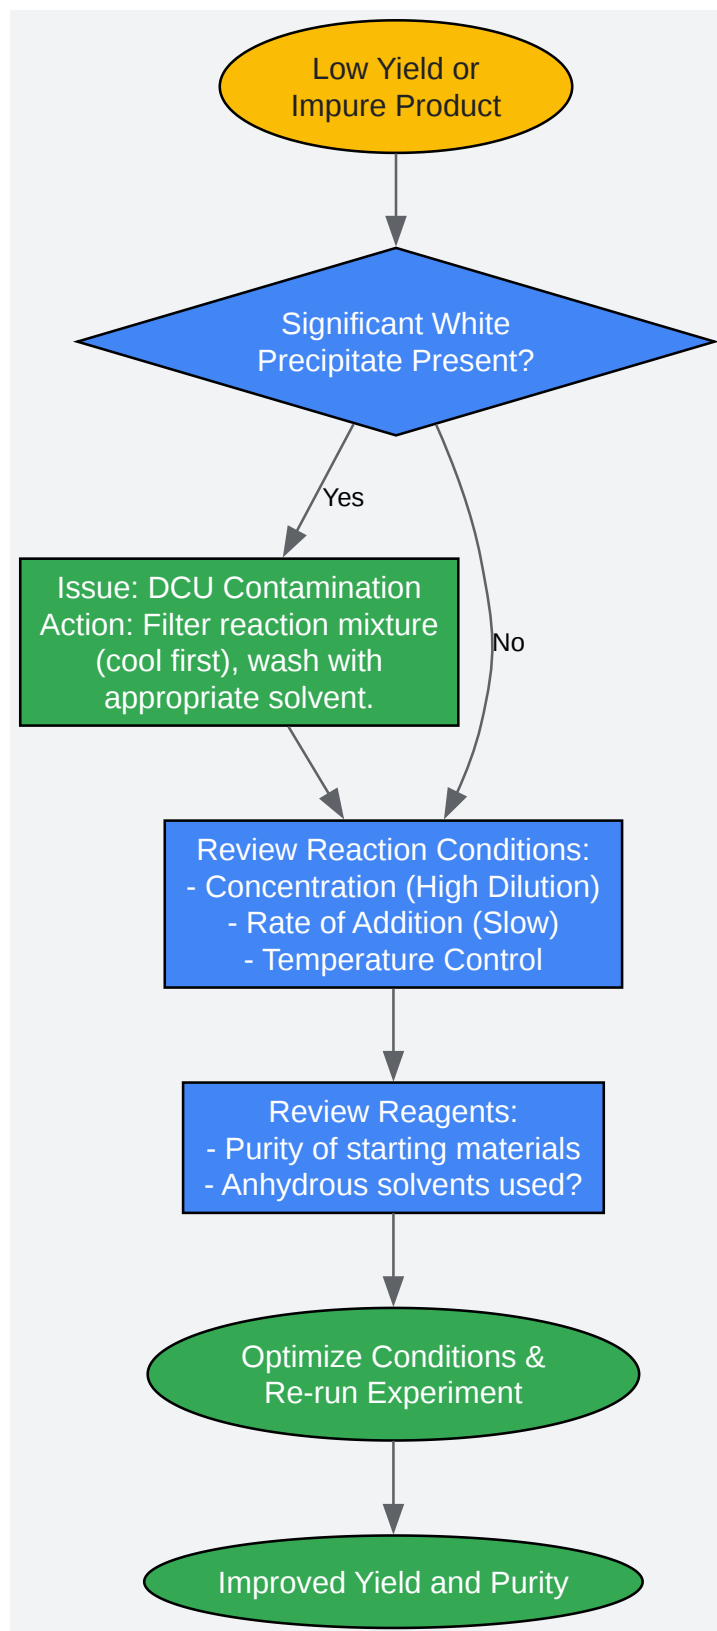 Low Yield or
Impure Product
Significant White
Precipitate Present?
Yes
Issue: DCU Contamination
Action: Filter reaction mixture
(cool first), wash with
appropriate solvent.
No
Review Reaction Conditions:
- Concentration (High Dilution)
- Rate of Addition (Slow)
- Temperature Control
Review Reagents:
- Purity of starting materials
- Anhydrous solvents used?
Optimize Conditions &
Re-run Experiment
Improved Yield and Purity